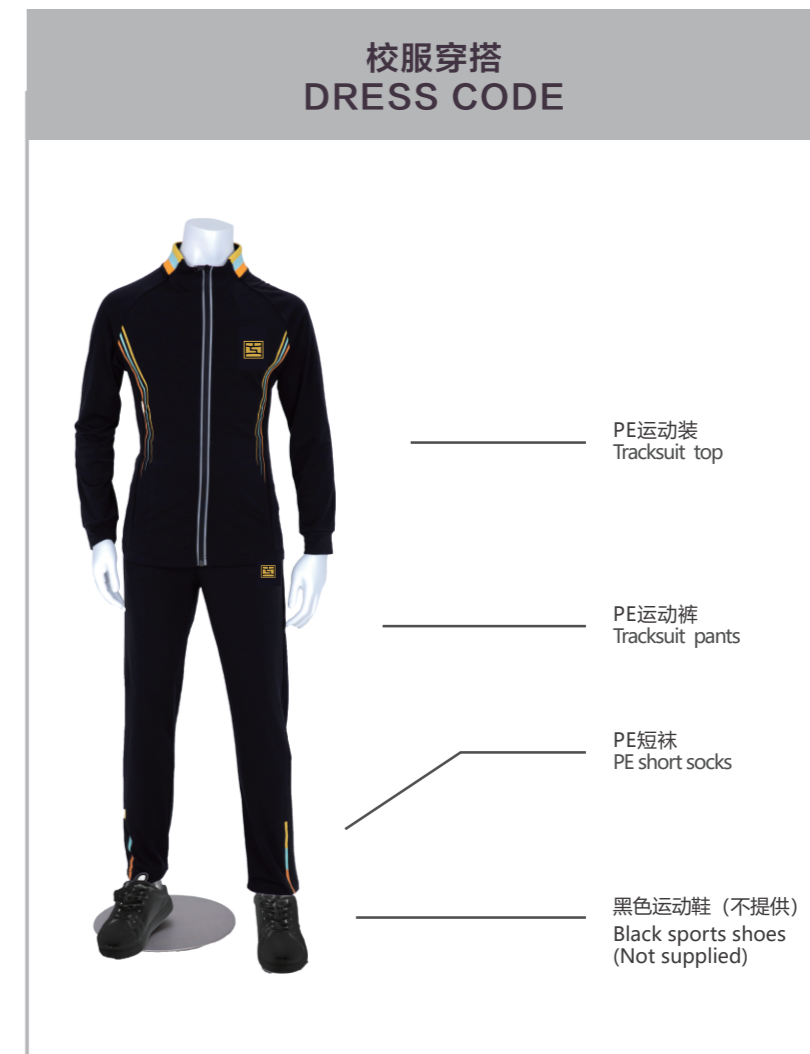 校服穿搭
DRESS CODE
PE运动装
Tracksuit top
PE运动裤
Tracksuit pants
PE短袜
PE short socks
黑色运动鞋（不提供）
Black sports shoes
(Not supplied)